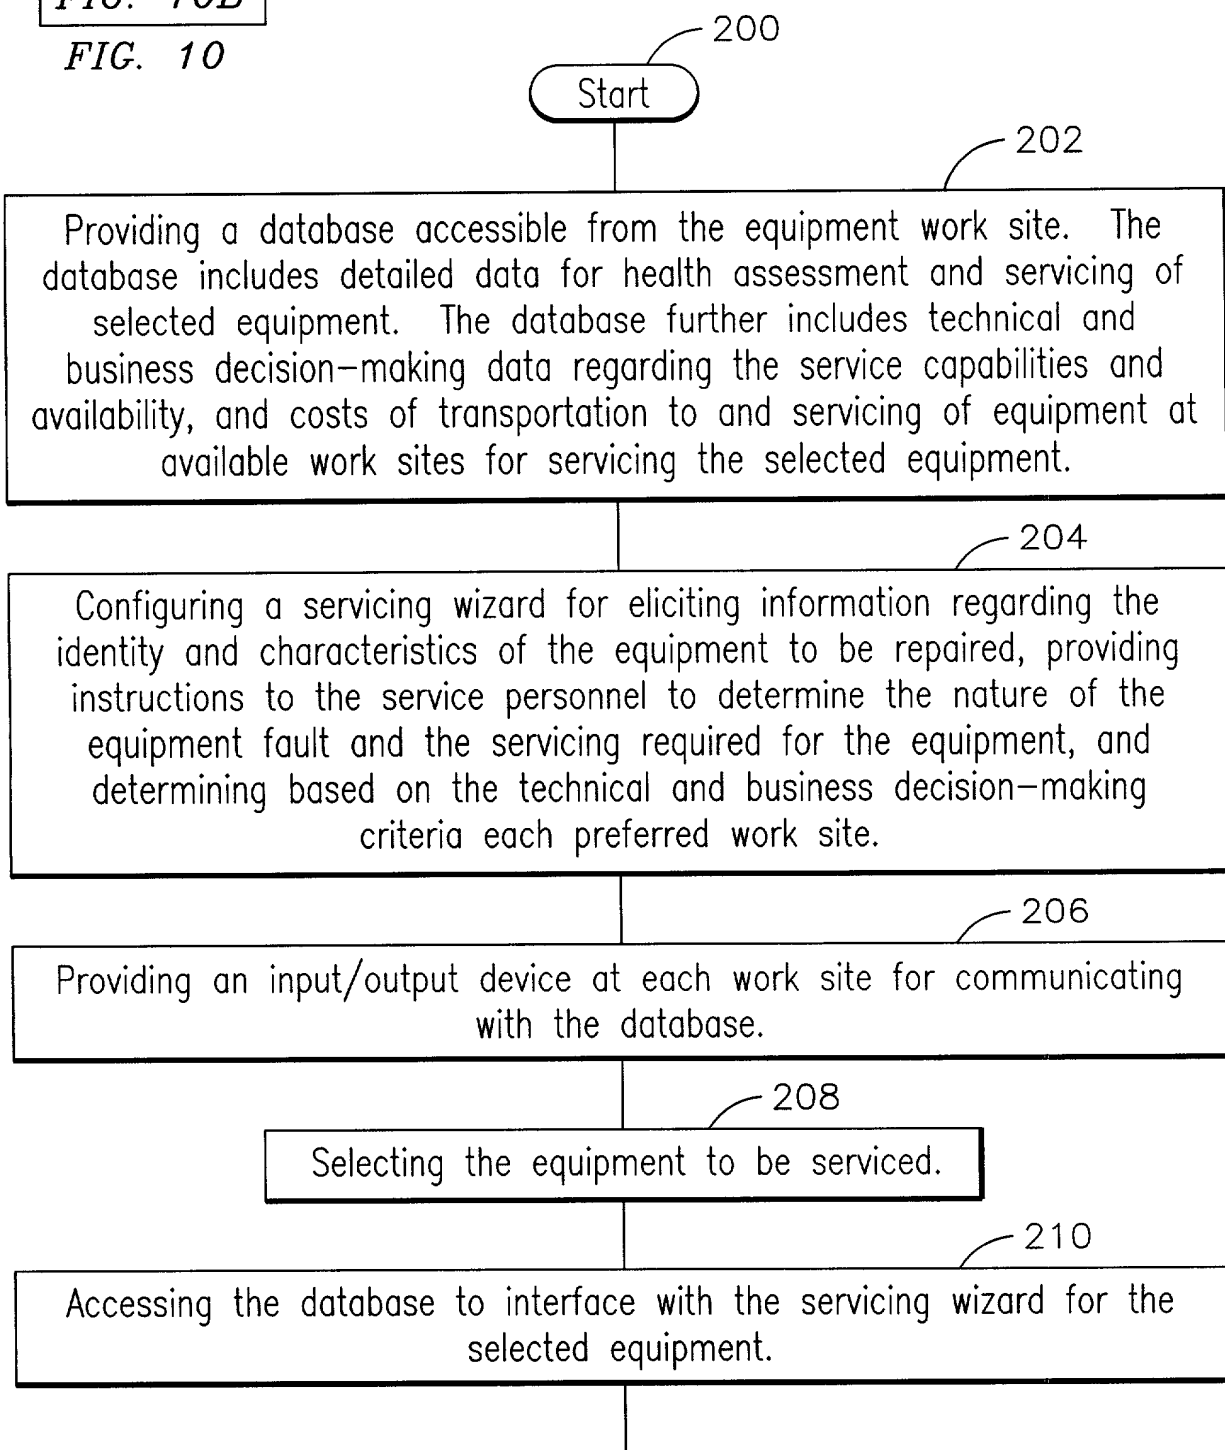 FIG. 10B
FIG. 10
200
Start
202
Providing a database accessible from the equipment work site. The
database includes detailed data for health assessment and servicing of
selected equipment. The database further includes technical and
business decision-making data regarding the service capabilities and
availability, and costs of transportation to and servicing of equipment at
available work sites for servicing the selected equipment.
204
Configuring a servicing wizard for eliciting information regarding the
identity and characteristics of the equipment to be repaired, providing
instructions to the service personnel to determine the nature of the
equipment fault and the servicing required for the equipment, and
determining based on the technical and business decision-making
criteria each preferred work site.
206
Providing an input/output device at each work site for communicating
with the database.
208
Selecting the equipment to be serviced.
210
Accessing the database to interface with the servicing wizard for the
selected equipment.